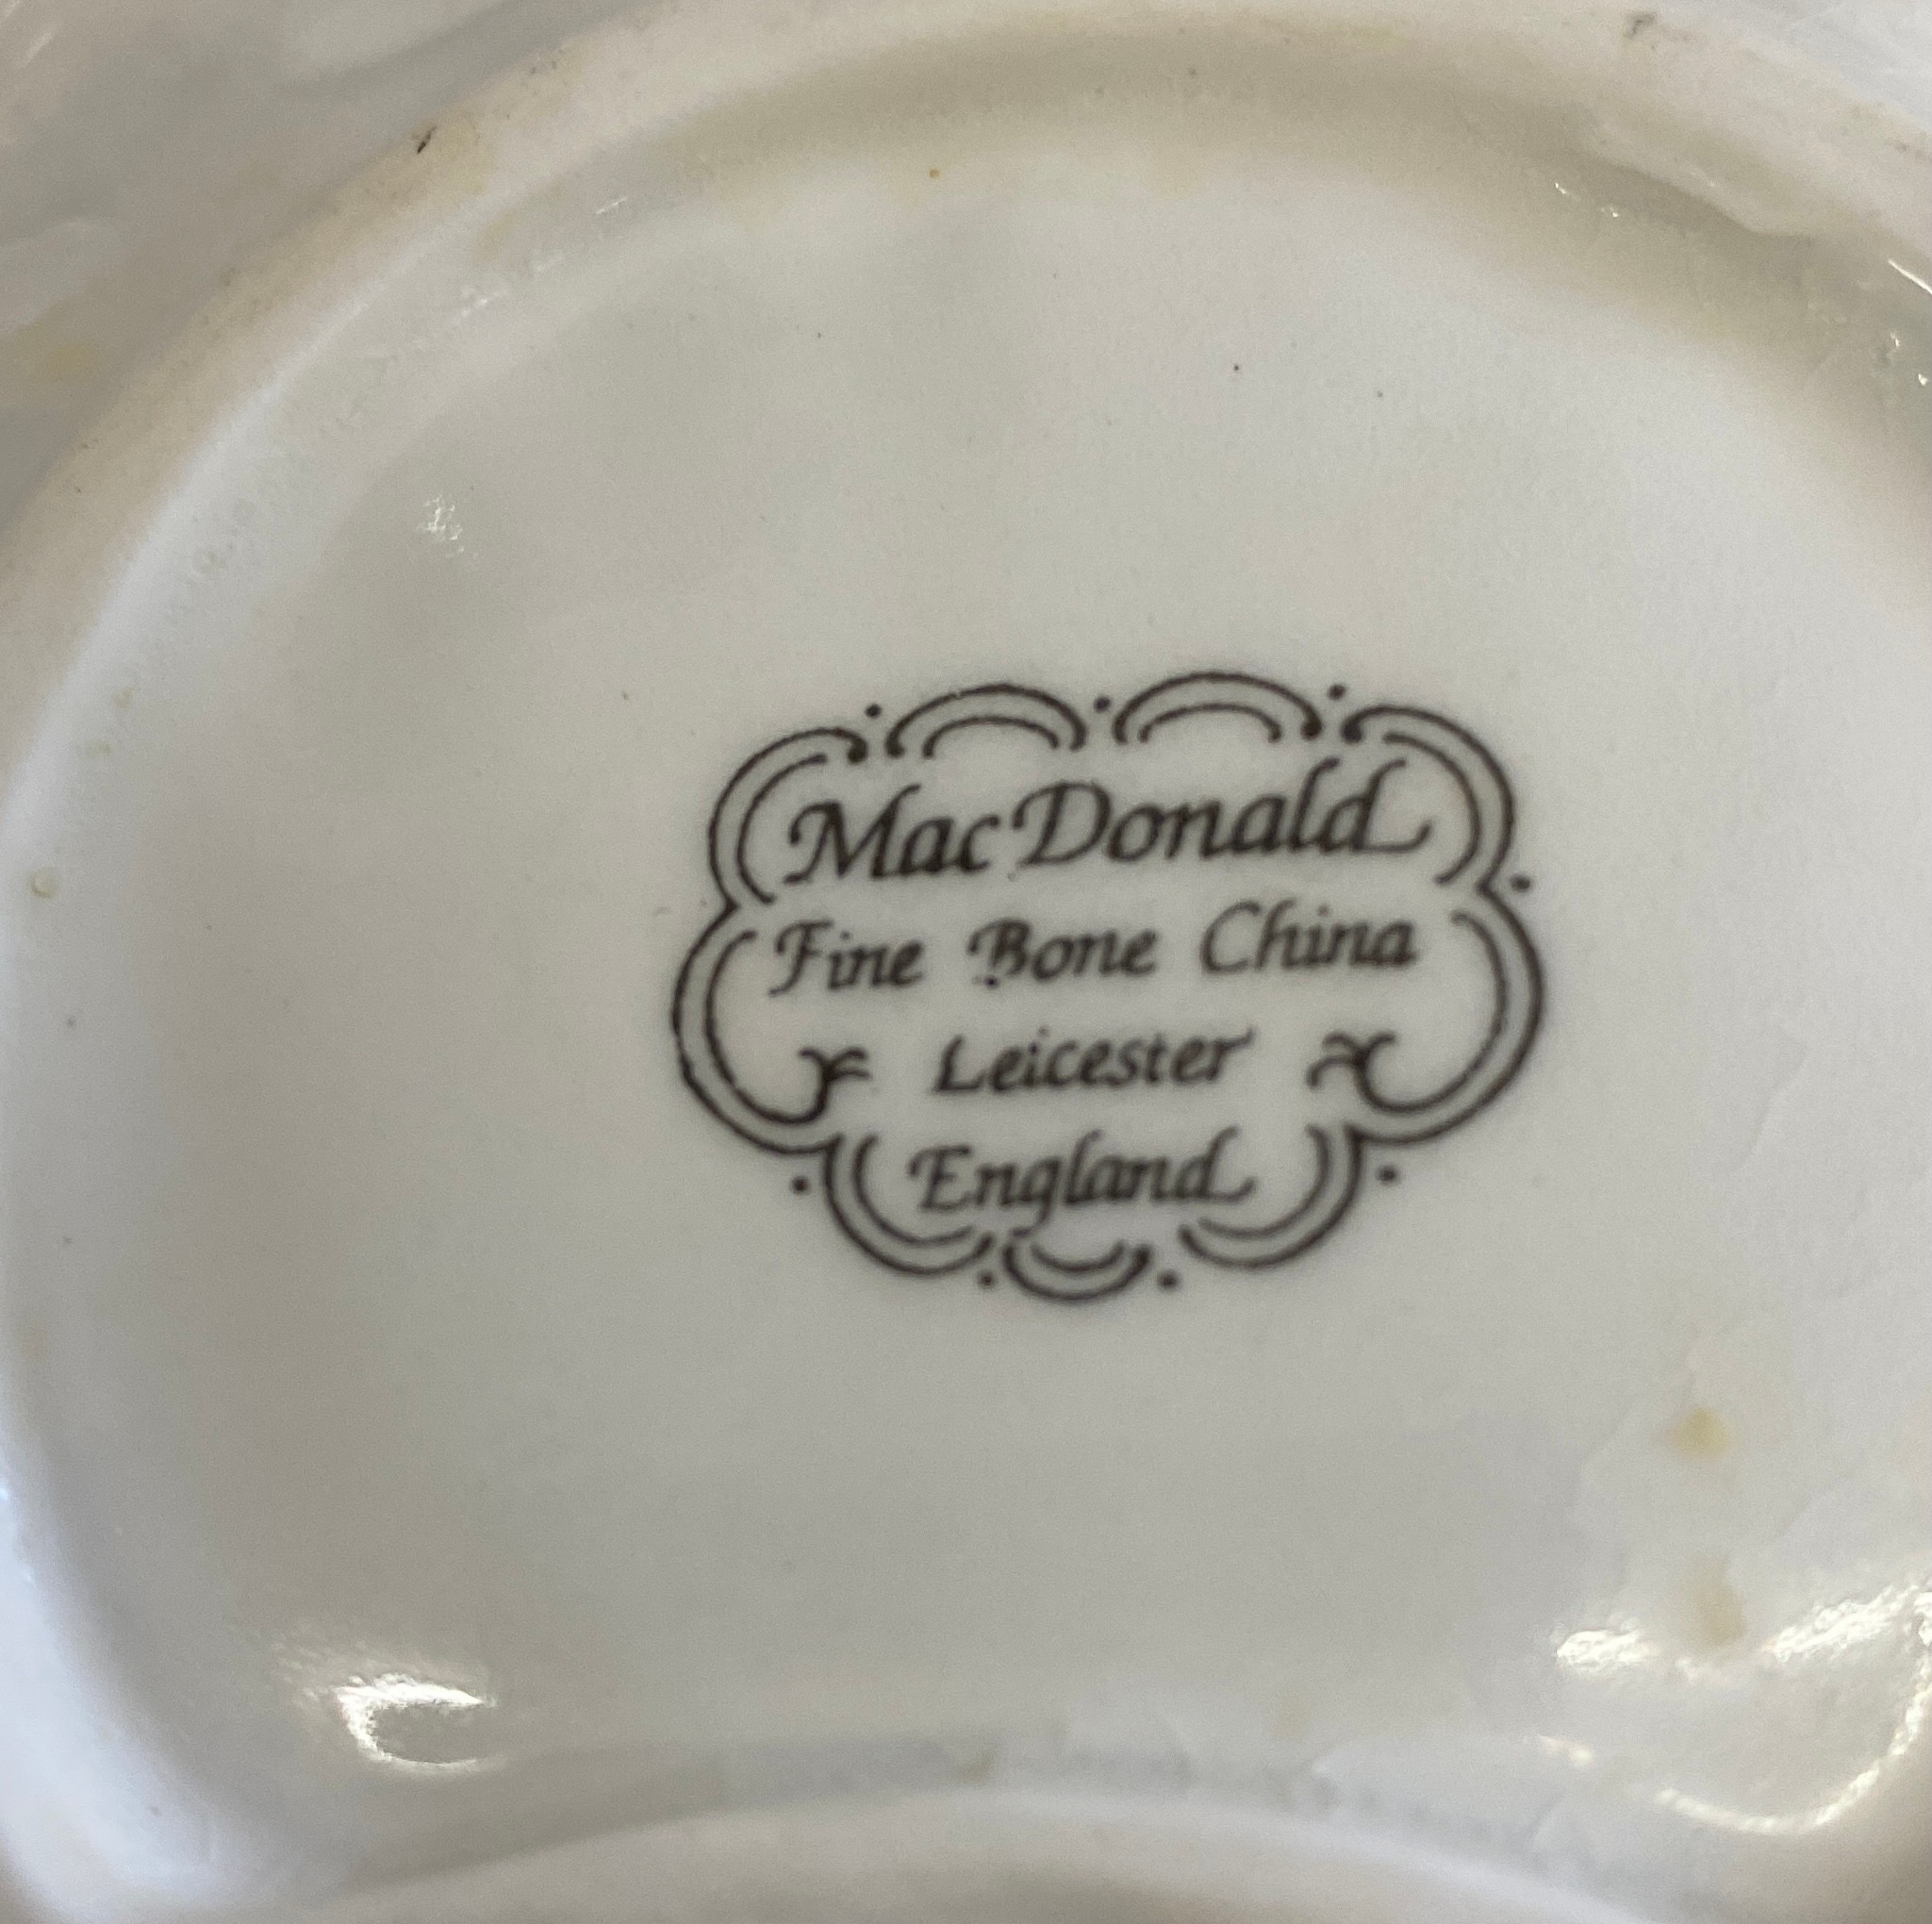 MacDonald
Fine Bone China
Leicester
England